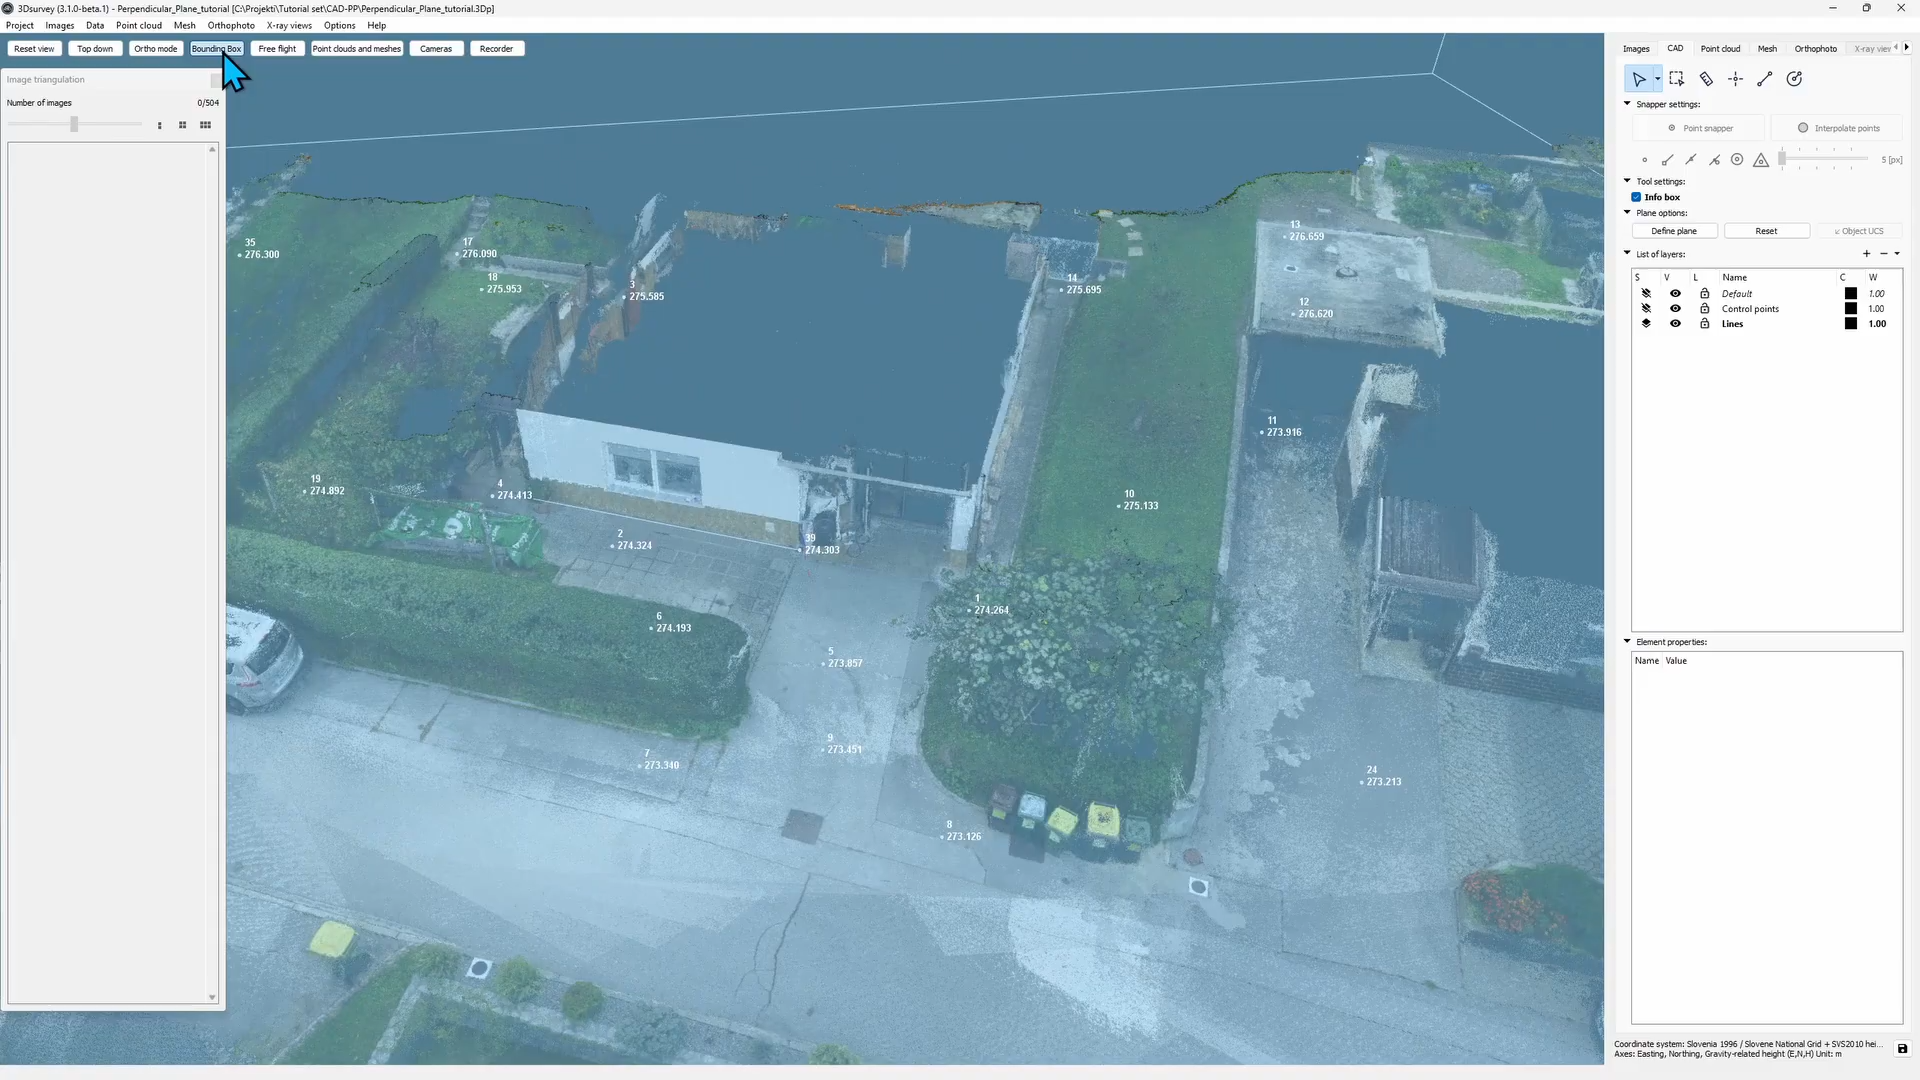 3Dsurvey (3.1.0-beta.1) - Perpendicular_Plane_tutorial [C:\Projekti\Tutorial set\CAD-PP\Perpendicular_Plane_tutorial.3Dp]
Project Images Data Point cloud Mesh Orthophoto X-ray views Options Help
Reset view Top down Ortho mode Bounding Box Free flight Point clouds and meshes Cameras Recorder
Image triangulation
Number of images 0/504
35
276.300
17
276.090
18
275.953
3
275.585
14
275.695
13
276.659
12
276.620
11
273.916
19
274.892
4
274.413
2
274.324
39
274.303
10
275.133
1
274.264
6
274.193
5
273.857
9
273.451
7
273.340
24
273.213
8
273.126
Images CAD Point cloud Mesh Orthophoto X-ray view
Snapper settings:
Point snapper Interpolate points
5 [px]
Tool settings:
Info box
Plane options:
Define plane Reset Object UCS
List of layers:
S V L Name C W
Default 1.00
Control points 1.00
Lines 1.00
Element properties:
Name Value
Coordinate system: Slovenia 1996 / Slovene National Grid + SVS2010 hei...
Axes: Easting, Northing, Gravity-related height (E,N,H) Unit: m